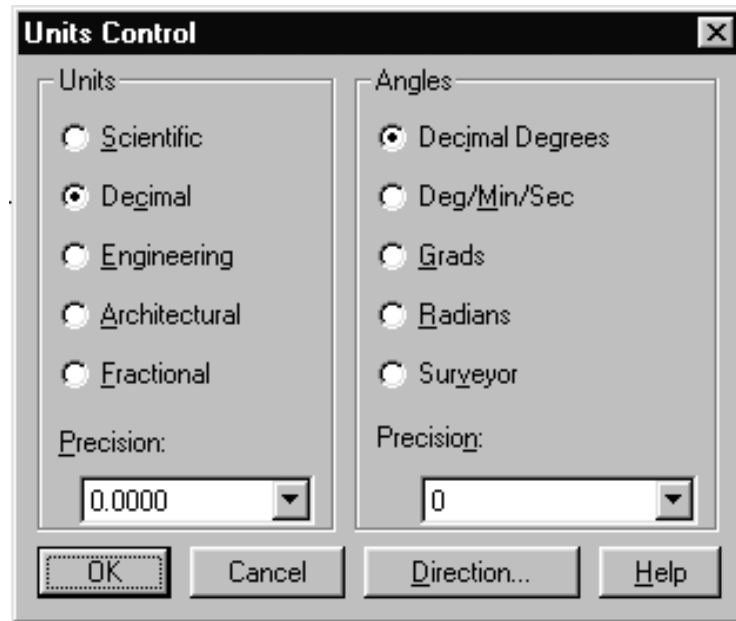 Units Control
Units
Scientific
Decimal
Engineering
Architectural
Fractional
Precision:
0.0000
Angles
Decimal Degrees
Deg/Min/Sec
Grads
Radians
Surveyor
Precision:
0
OK
Cancel
Direction...
Help